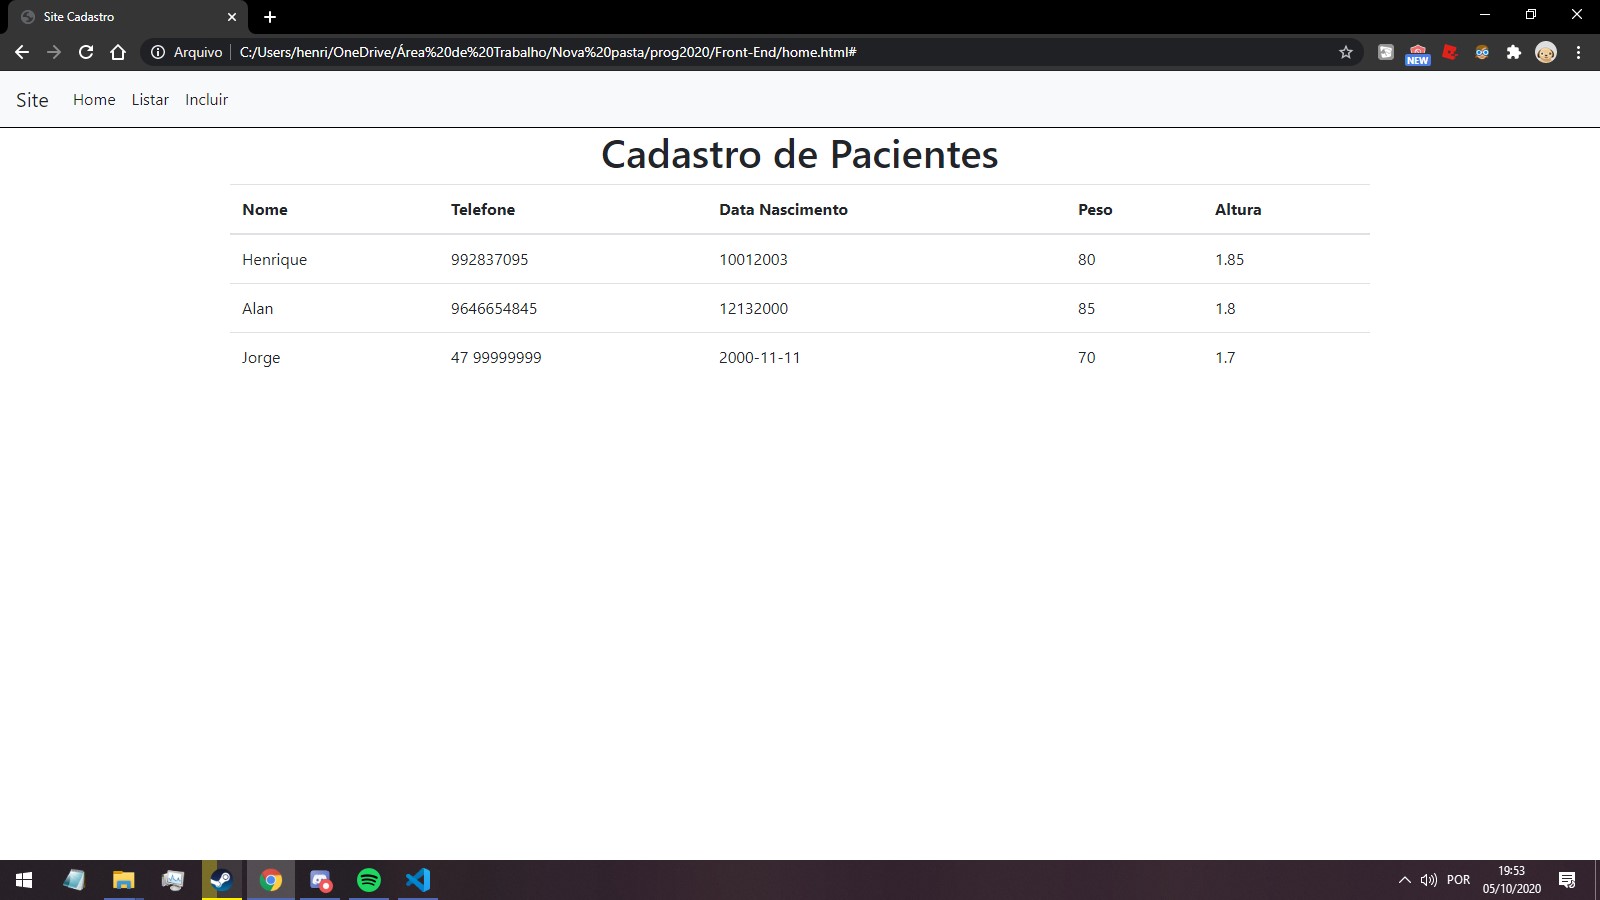 Site Cadastro
Arquivo C:/Users/henri/OneDrive/Área%20de%20Trabalho/Nova%20pasta/prog2020/Front-End/home.html#
NEW
Site Home Listar Incluir
Cadastro de Pacientes
Nome Telefone Data Nascimento Peso Altura
Henrique 992837095 10012003 80 1.85
Alan 9646654845 12132000 85 1.8
Jorge 47 99999999 2000-11-11 70 1.7
POR 19:53
05/10/2020